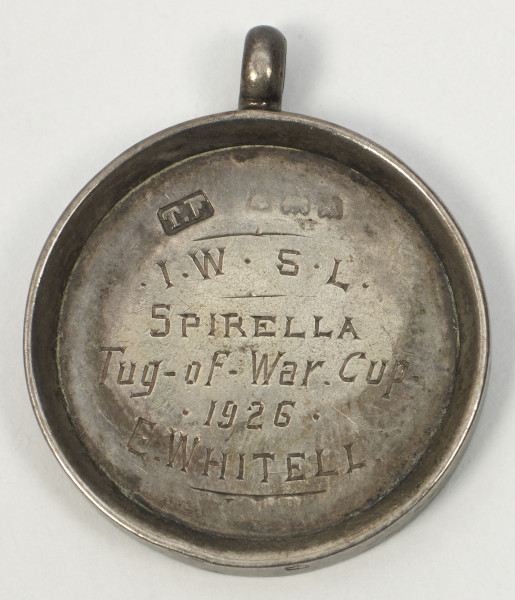 T.F
·I.W·S.L.
SPIRELLA
Tug-of-War.Cup.
·1926·
E.WHITELL.